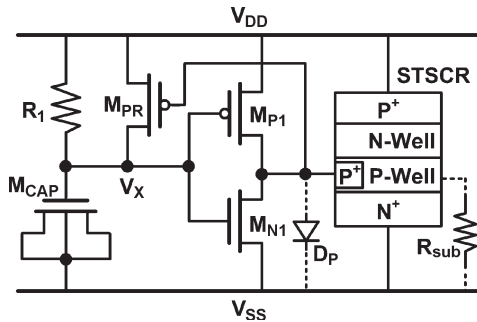 V_DD
STSCR
R_1
M_PR
M_P1
P+
N-Well
P+ P-Well
N+
M_CAP
V_X
M_N1
D_P
R_sub
V_SS